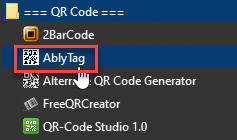 === QR Code ===
2BarCode
AblyTag
Alternate QR Code Generator
FreeQRCreator
QR-Code Studio 1.0